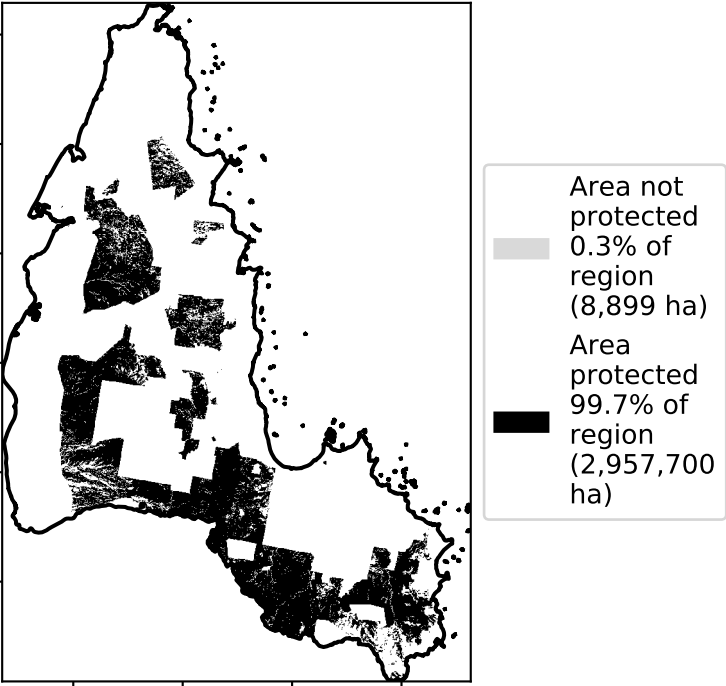 Area not
protected
0.3% of
region
(8,899 ha)
Area
protected
99.7% of
region
(2,957,700
ha)